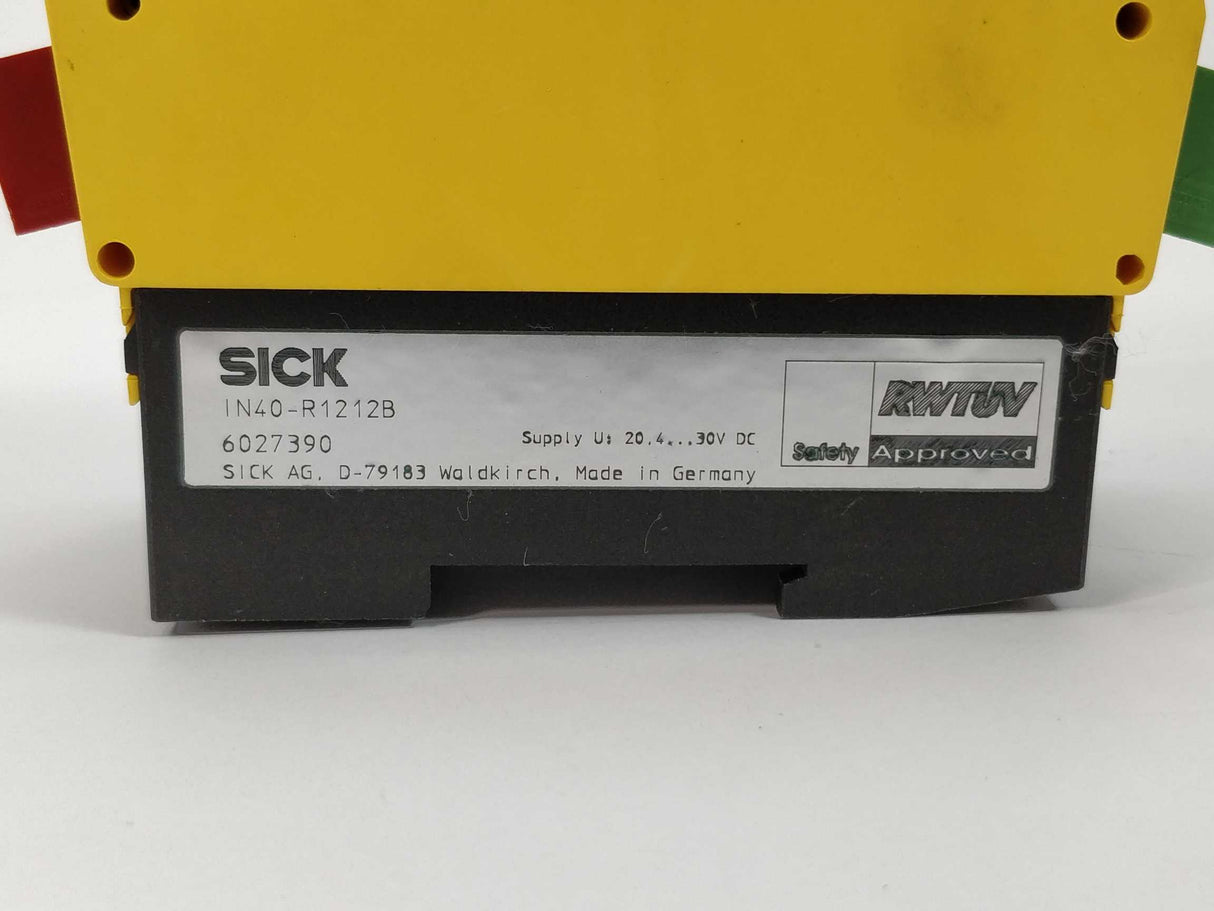 SICK
IN40-R1212B
6027390
Supply U: 20.4...30V DC
SICK AG, D-79183 Waldkirch, Made in Germany
RWTÜV
Safety Approved